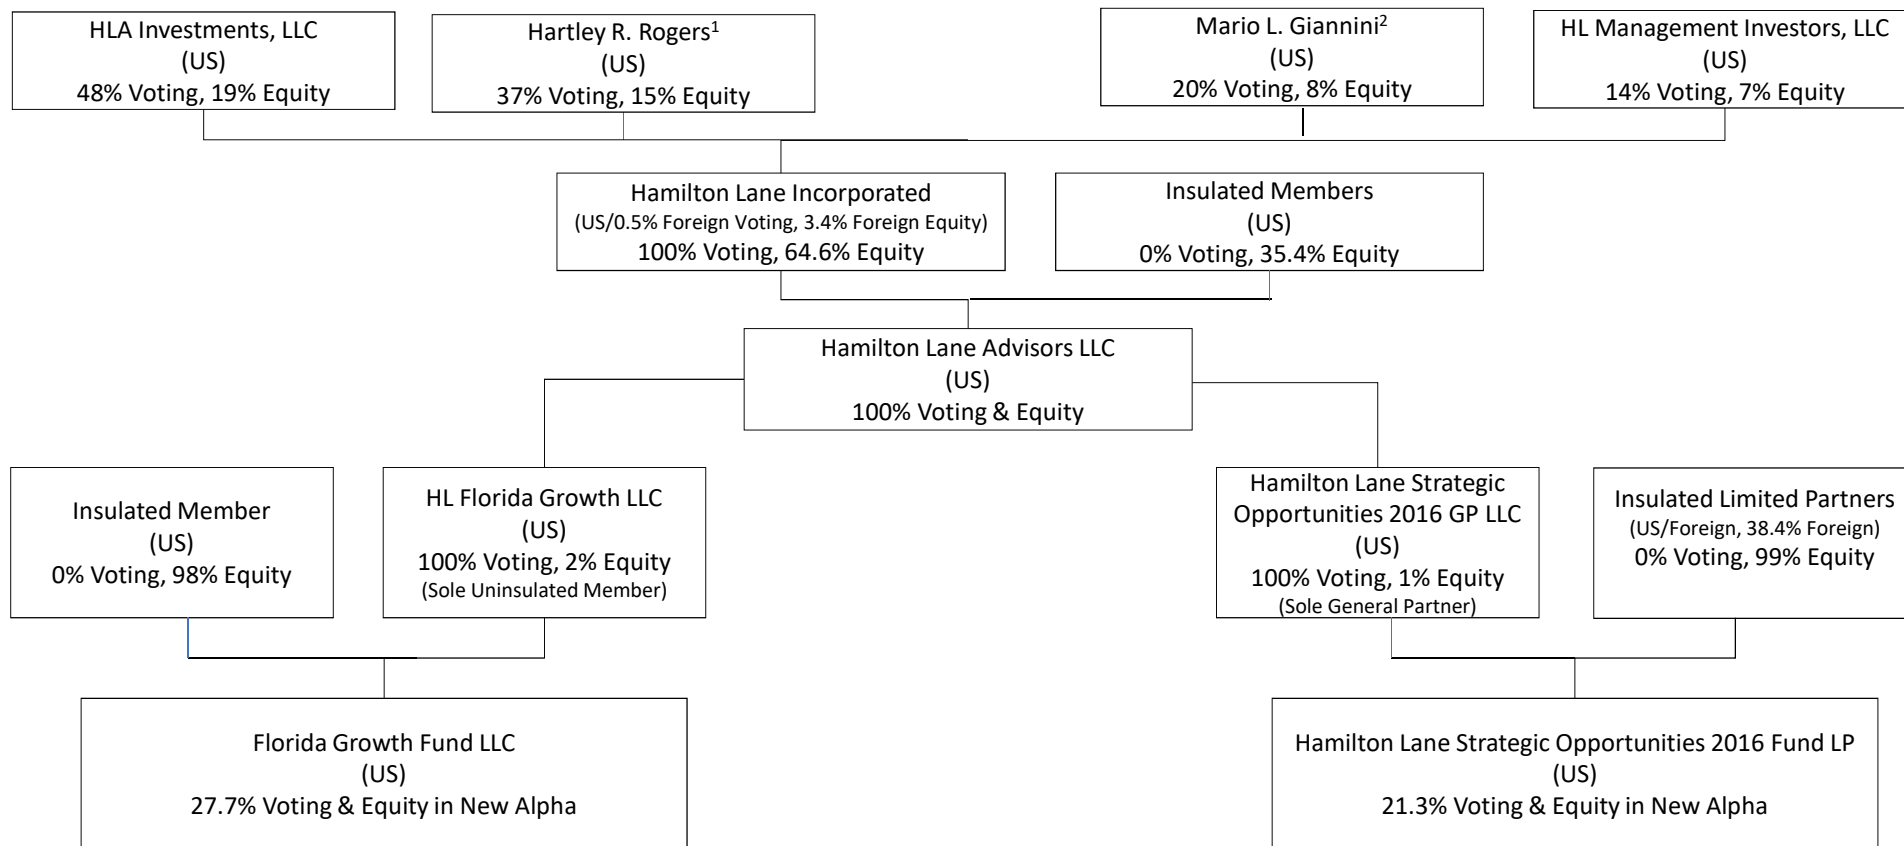 HLA Investments, LLC
(US)
48% Voting, 19% Equity
Hartley R. Rogers¹
(US)
37% Voting, 15% Equity
Mario L. Giannini²
(US)
20% Voting, 8% Equity
HL Management Investors, LLC
(US)
14% Voting, 7% Equity
Hamilton Lane Incorporated
(US/0.5% Foreign Voting, 3.4% Foreign Equity)
100% Voting, 64.6% Equity
Insulated Members
(US)
0% Voting, 35.4% Equity
Hamilton Lane Advisors LLC
(US)
100% Voting & Equity
Insulated Member
(US)
0% Voting, 98% Equity
HL Florida Growth LLC
(US)
100% Voting, 2% Equity
(Sole Uninsulated Member)
Hamilton Lane Strategic
Opportunities 2016 GP LLC
(US)
100% Voting, 1% Equity
(Sole General Partner)
Insulated Limited Partners
(US/Foreign, 38.4% Foreign)
0% Voting, 99% Equity
Florida Growth Fund LLC
(US)
27.7% Voting & Equity in New Alpha
Hamilton Lane Strategic Opportunities 2016 Fund LP
(US)
21.3% Voting & Equity in New Alpha